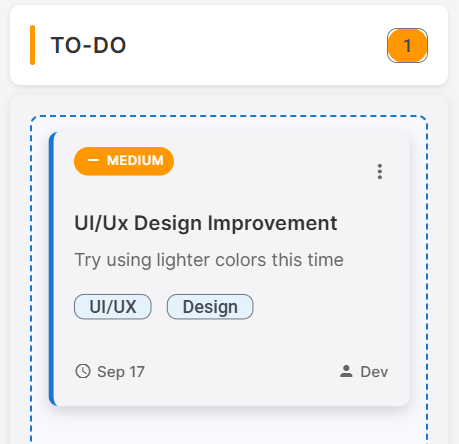 TO-DO
1
MEDIUM
UI/Ux Design Improvement
Try using lighter colors this time
UI/UX
Design
Sep 17
Dev